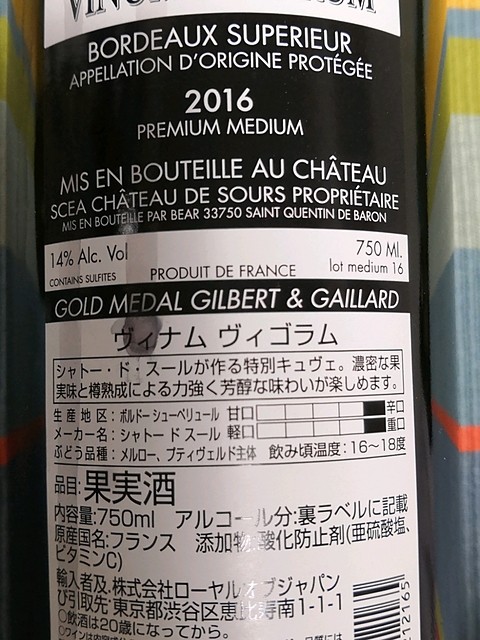 BORDEAUX SUPERIEUR
APPELLATION D'ORIGINE PROTÉGÉE
2016
PREMIUM MEDIUM
MIS EN BOUTEILLE AU CHÂTEAU
SCEA CHÂTEAU DE SOURS PROPRIÉTAIRE
MIS EN BOUTEILLE PAR BEAR 33750 SAINT QUENTIN DE BARON
14% Alc. Vol 750 Ml.
CONTAINS SULFITES PRODUIT DE FRANCE lot medium 16
GOLD MEDAL GILBERT & GAILLARD
ヴィナム ヴィゴラム
シャトー・ド・スールが作る特別キュヴェ。濃密な果
実味と樽熟成による力強く芳醇な味わいが楽しめます。
生産地区：ボルドーシューペリュール 甘口 辛口
メーカー名：シャトー ド スール 軽口 重口
ぶどう品種：メルロー、プティヴェルド主体 飲み頃温度：16～18度
品目:果実酒
内容量:750ml アルコール分:裏ラベルに記載
原産国名:フランス 添加物:酸化防止剤(亜硫酸塩、
ビタミンC)
輸入者及 株式会社ローヤルオブジャパン
び引取先:東京都渋谷区恵比寿南1-1-1
○飲酒は20歳になってから。
2165